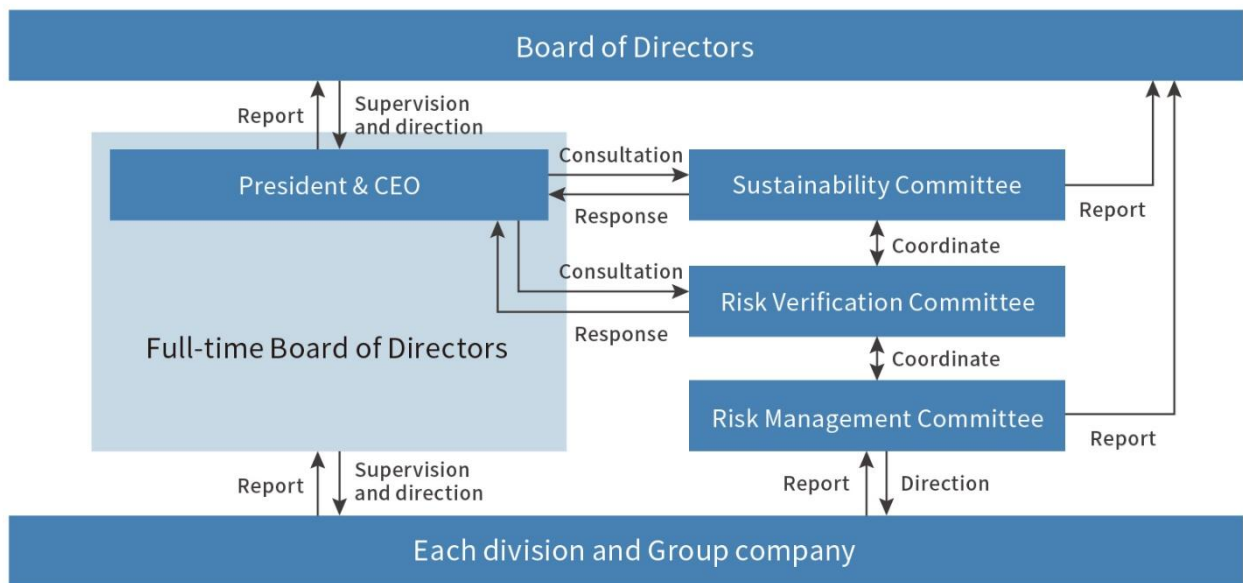 Board of Directors
Report
Supervision
and direction
President & CEO
Consultation
Response
Sustainability Committee
Report
Coordinate
Consultation
Response
Risk Verification Committee
Full-time Board of Directors
Coordinate
Risk Management Committee
Report
Report
Supervision
and direction
Report
Direction
Each division and Group company